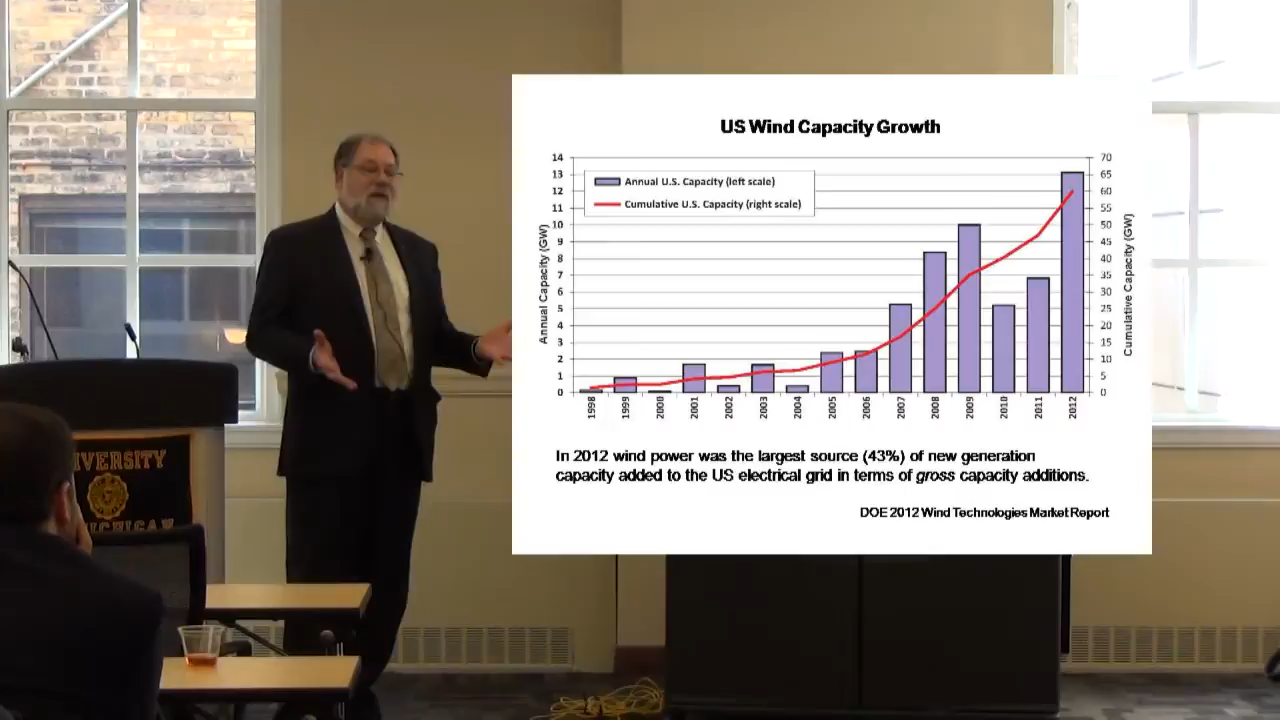 US Wind Capacity Growth
14
13
12
11
10
9
8
7
6
5
4
3
2
1
0
Annual Capacity (GW)
Annual U.S. Capacity (left scale)
Cumulative U.S. Capacity (right scale)
70
65
60
55
50
45
40
35
30
25
20
15
10
5
0
Cumulative Capacity (GW)
1998 1999 2000 2001 2002 2003 2004 2005 2006 2007 2008 2009 2010 2011 2012
In 2012 wind power was the largest source (43%) of new generation
capacity added to the US electrical grid in terms of gross capacity additions.
DOE 2012 Wind Technologies Market Report
IVERSITY
MICHIGAN